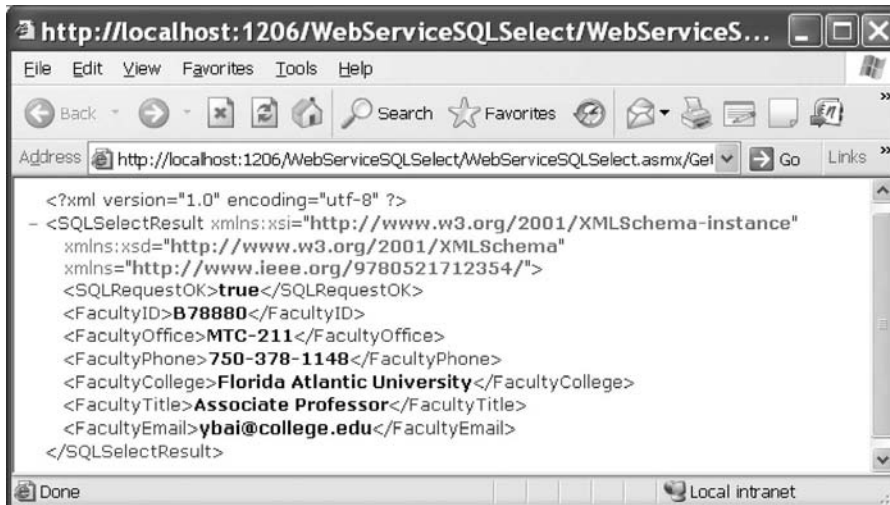 http://localhost:1206/WebServiceSQLSelect/WebServiceS...
File Edit View Favorites Tools Help
Back Search Favorites
Address http://localhost:1206/WebServiceSQLSelect/WebServiceSQLSelect.asmx/Get Go Links »
<?xml version="1.0" encoding="utf-8" ?>
- <SQLSelectResult xmlns:xsi="http://www.w3.org/2001/XMLSchema-instance"
xmlns:xsd="http://www.w3.org/2001/XMLSchema"
xmlns="http://www.ieee.org/9780521712354/">
<SQLRequestOK>true</SQLRequestOK>
<FacultyID>B78880</FacultyID>
<FacultyOffice>MTC-211</FacultyOffice>
<FacultyPhone>750-378-1148</FacultyPhone>
<FacultyCollege>Florida Atlantic University</FacultyCollege>
<FacultyTitle>Associate Professor</FacultyTitle>
<FacultyEmail>ybai@college.edu</FacultyEmail>
</SQLSelectResult>
Done Local intranet